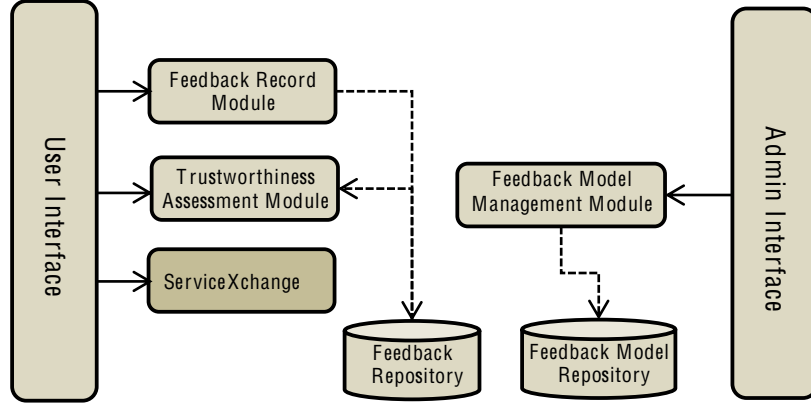 User Interface
Feedback Record
Module
Trustworthiness
Assessment Module
ServiceXchange
Feedback
Repository
Feedback Model
Management Module
Feedback Model
Repository
Admin Interface